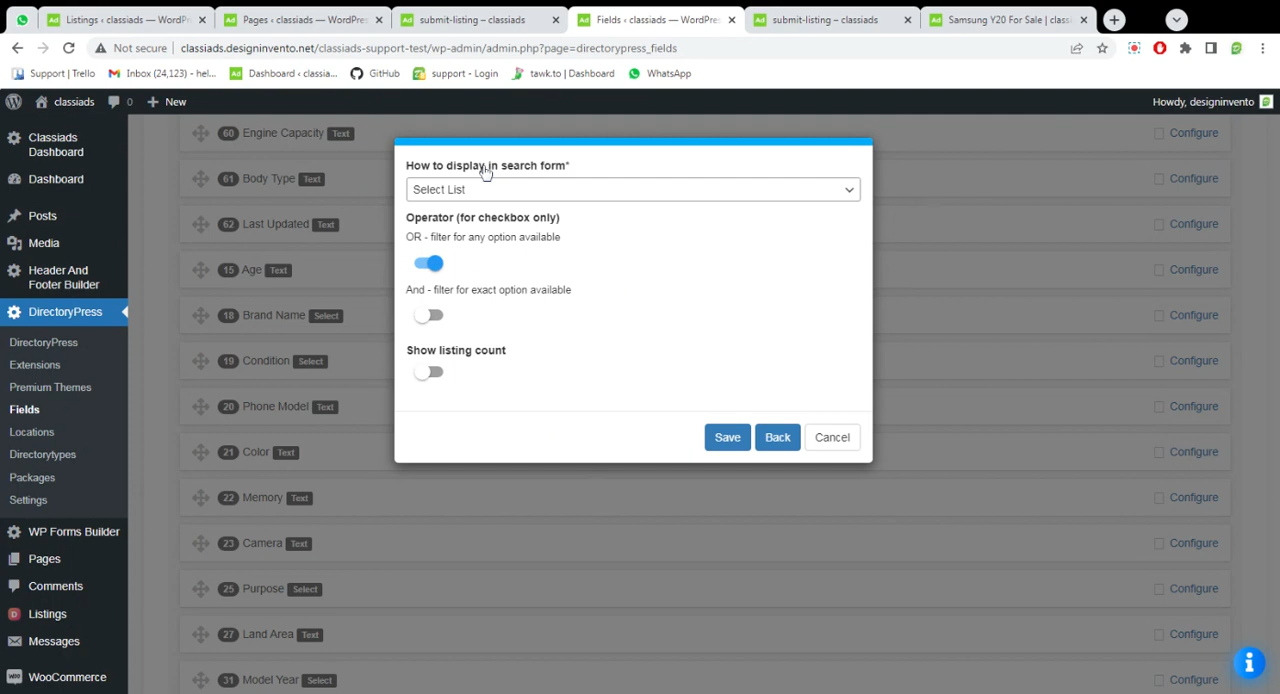 Listings ‹ classiads — WordPr
Pages ‹ classiads — WordPress
submit-listing – classiads
Fields ‹ classiads — WordPress
submit-listing – classiads
Samsung Y20 For Sale | classiads
Not secure
classiads.designinvento.net/classiads-support-test/wp-admin/admin.php?page=directorypress_fields
Support | Trello
Inbox (24,123) - hel...
Dashboard ‹ classia...
GitHub
support - Login
tawk.to | Dashboard
WhatsApp
classiads
0
New
Howdy, designinvento
Classiads Dashboard
Dashboard
Posts
Media
Header And Footer Builder
DirectoryPress
DirectoryPress
Extensions
Premium Themes
Fields
Locations
Directorytypes
Packages
Settings
WP Forms Builder
Pages
Comments
Listings
Messages
WooCommerce
60 Engine Capacity Text Configure
61 Body Type Text Configure
62 Last Updated Text Configure
15 Age Text Configure
18 Brand Name Select Configure
19 Condition Select Configure
20 Phone Model Text Configure
21 Color Text Configure
22 Memory Text Configure
23 Camera Text Configure
25 Purpose Select Configure
27 Land Area Text Configure
31 Model Year Select Configure
How to display in search form*
Select List
Operator (for checkbox only)
OR - filter for any option available
And - filter for exact option available
Show listing count
Save
Back
Cancel